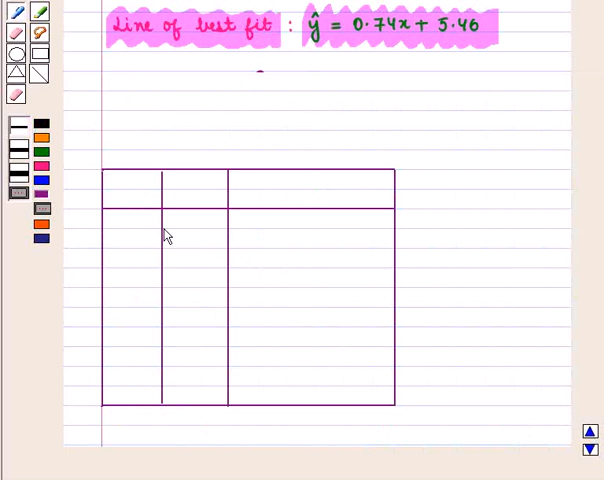 Line of best fit : ŷ = 0.74x + 5.46